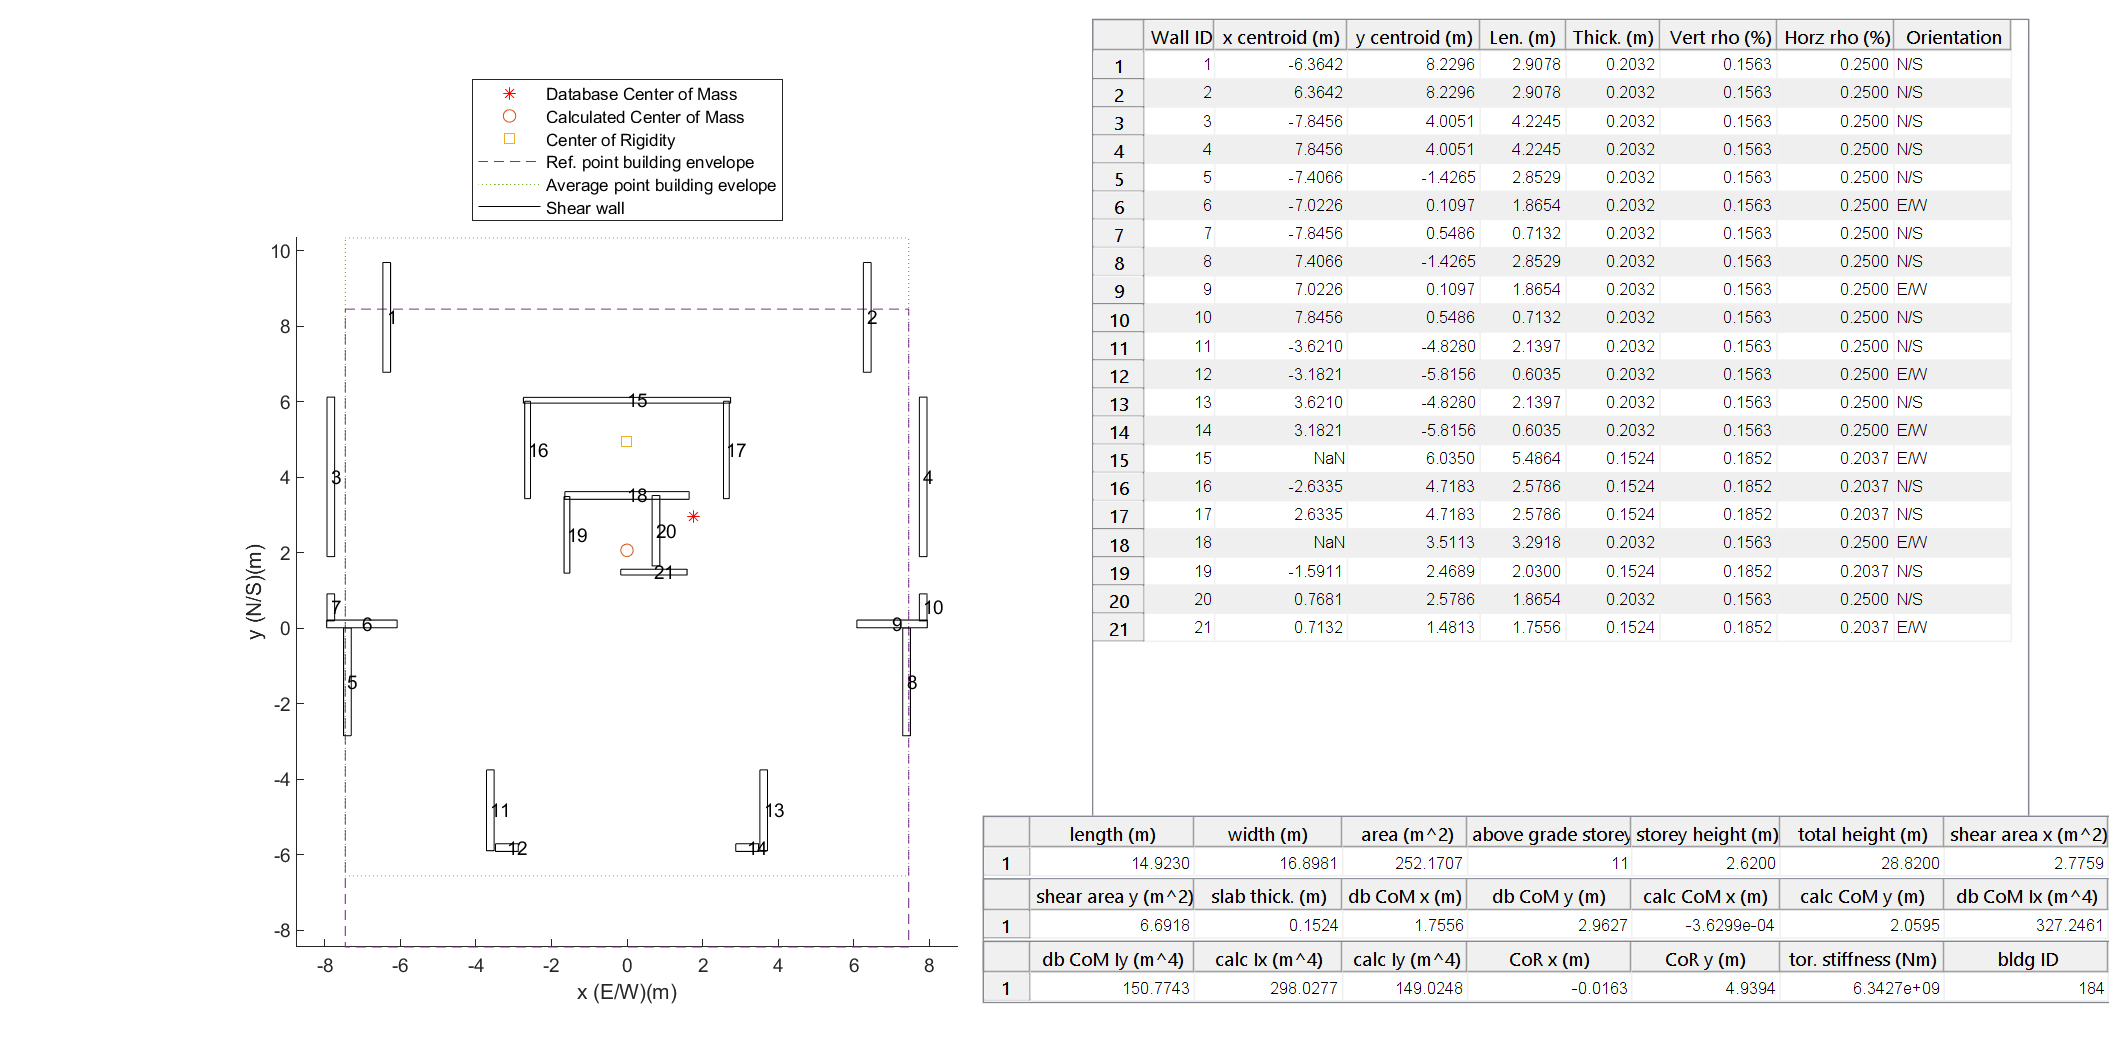 Database Center of Mass
Calculated Center of Mass
Center of Rigidity
Ref. point building envelope
Average point building evelope
Shear wall
10
8
6
4
2
0
-2
-4
-6
-8
y (N/S)(m)
-8 -6 -4 -2 0 2 4 6 8
x (E/W)(m)
1
2
3
4
5
6
7
8
9
10
11
12
13
14
15
16
17
18
19
20
21
Wall ID x centroid (m) y centroid (m) Len. (m) Thick. (m) Vert rho (%) Horz rho (%) Orientation
1 1 -6.3642 8.2296 2.9078 0.2032 0.1563 0.2500 N/S
2 2 6.3642 8.2296 2.9078 0.2032 0.1563 0.2500 N/S
3 3 -7.8456 4.0051 4.2245 0.2032 0.1563 0.2500 N/S
4 4 7.8456 4.0051 4.2245 0.2032 0.1563 0.2500 N/S
5 5 -7.4066 -1.4265 2.8529 0.2032 0.1563 0.2500 N/S
6 6 -7.0226 0.1097 1.8654 0.2032 0.1563 0.2500 E/W
7 7 -7.8456 0.5486 0.7132 0.2032 0.1563 0.2500 N/S
8 8 7.4066 -1.4265 2.8529 0.2032 0.1563 0.2500 N/S
9 9 7.0226 0.1097 1.8654 0.2032 0.1563 0.2500 E/W
10 10 7.8456 0.5486 0.7132 0.2032 0.1563 0.2500 N/S
11 11 -3.6210 -4.8280 2.1397 0.2032 0.1563 0.2500 N/S
12 12 -3.1821 -5.8156 0.6035 0.2032 0.1563 0.2500 E/W
13 13 3.6210 -4.8280 2.1397 0.2032 0.1563 0.2500 N/S
14 14 3.1821 -5.8156 0.6035 0.2032 0.1563 0.2500 E/W
15 15 NaN 6.0350 5.4864 0.1524 0.1852 0.2037 E/W
16 16 -2.6335 4.7183 2.5786 0.1524 0.1852 0.2037 N/S
17 17 2.6335 4.7183 2.5786 0.1524 0.1852 0.2037 N/S
18 18 NaN 3.5113 3.2918 0.2032 0.1563 0.2500 E/W
19 19 -1.5911 2.4689 2.0300 0.1524 0.1852 0.2037 N/S
20 20 0.7681 2.5786 1.8654 0.2032 0.1563 0.2500 N/S
21 21 0.7132 1.4813 1.7556 0.1524 0.1852 0.2037 E/W
length (m) width (m) area (m^2) above grade storey storey height (m) total height (m) shear area x (m^2)
1 14.9230 16.8981 252.1707 11 2.6200 28.8200 2.7759
shear area y (m^2) slab thick. (m) db CoM x (m) db CoM y (m) calc CoM x (m) calc CoM y (m) db CoM Ix (m^4)
1 6.6918 0.1524 1.7556 2.9627 -3.6299e-04 2.0595 327.2461
db CoM Iy (m^4) calc Ix (m^4) calc Iy (m^4) CoR x (m) CoR y (m) tor. stiffness (Nm) bldg ID
1 150.7743 298.0277 149.0248 -0.0163 4.9394 6.3427e+09 184